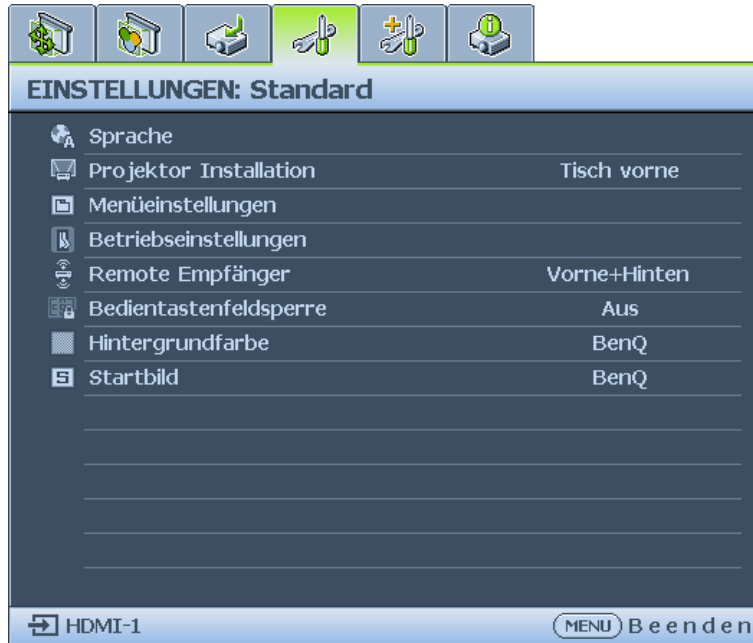 EINSTELLUNGEN: Standard
Sprache
Projektor Installation Tisch vorne
Menüeinstellungen
Betriebseinstellungen
Remote Empfänger Vorne+Hinten
Bedientastenfeldsperre Aus
Hintergrundfarbe BenQ
Startbild BenQ
HDMI-1 MENU Beenden